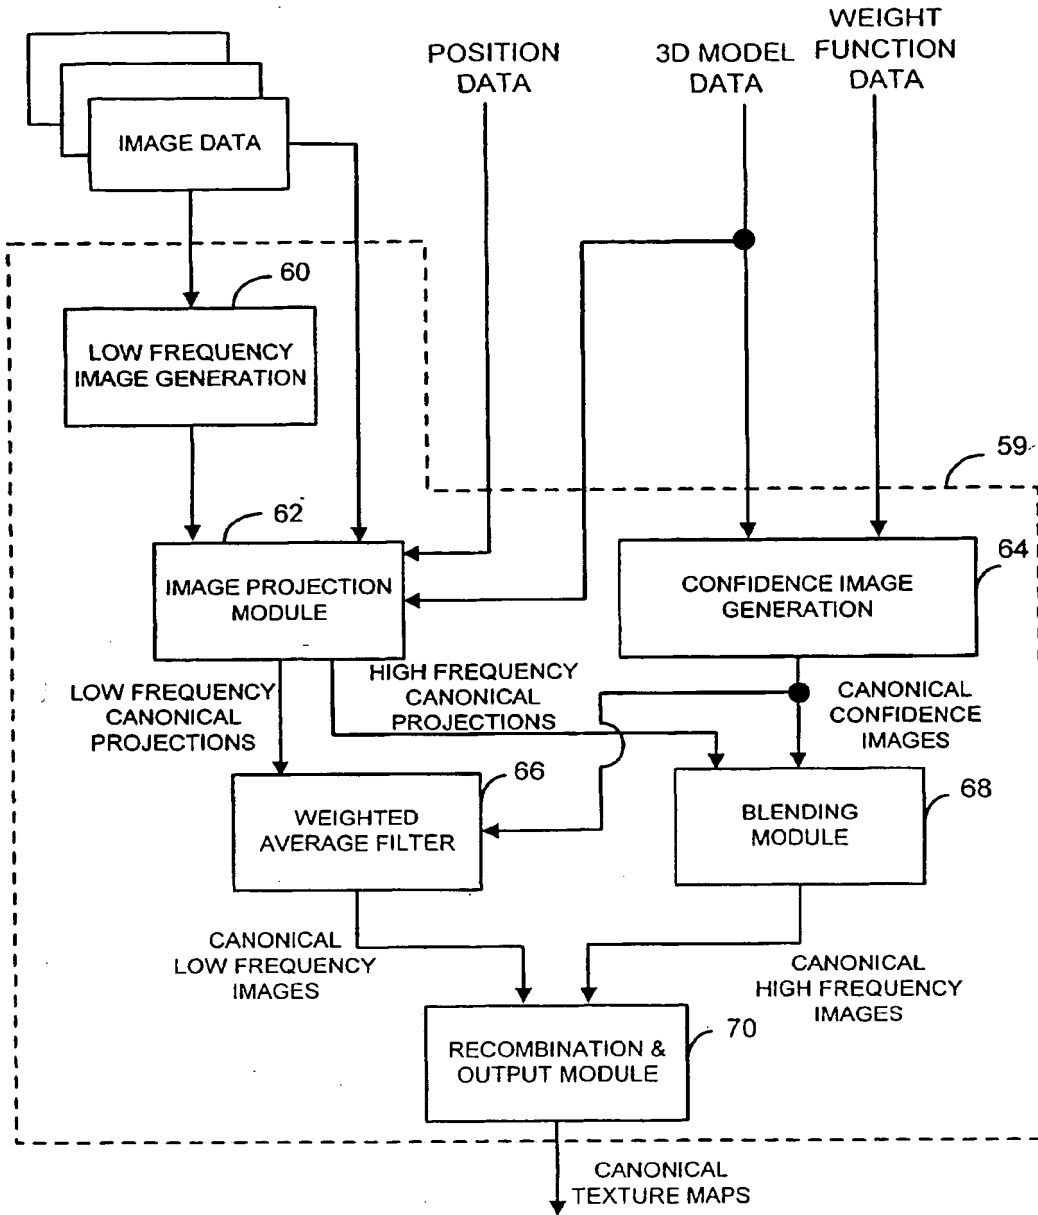 WEIGHT
FUNCTION
DATA
POSITION
DATA
3D MODEL
DATA
IMAGE DATA
60
LOW FREQUENCY
IMAGE GENERATION
59
62
IMAGE PROJECTION
MODULE
64
CONFIDENCE IMAGE
GENERATION
LOW FREQUENCY
CANONICAL
PROJECTIONS
HIGH FREQUENCY
CANONICAL
PROJECTIONS
CANONICAL
CONFIDENCE
IMAGES
66
WEIGHTED
AVERAGE FILTER
68
BLENDING
MODULE
CANONICAL
LOW FREQUENCY
IMAGES
CANONICAL
HIGH FREQUENCY
IMAGES
70
RECOMBINATION &
OUTPUT MODULE
CANONICAL
TEXTURE MAPS